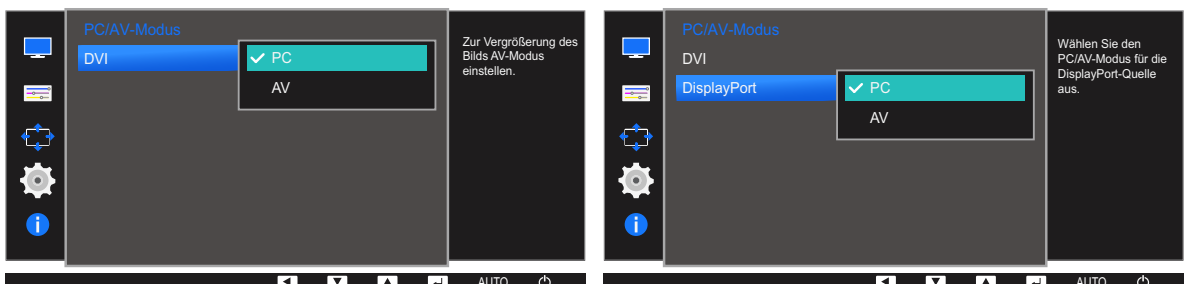 PC/AV-Modus
DVI
PC
AV
Zur Vergrößerung des
Bilds AV-Modus
einstellen.
AUTO
PC/AV-Modus
DVI
DisplayPort
PC
AV
Wählen Sie den
PC/AV-Modus für die
DisplayPort-Quelle
aus.
AUTO